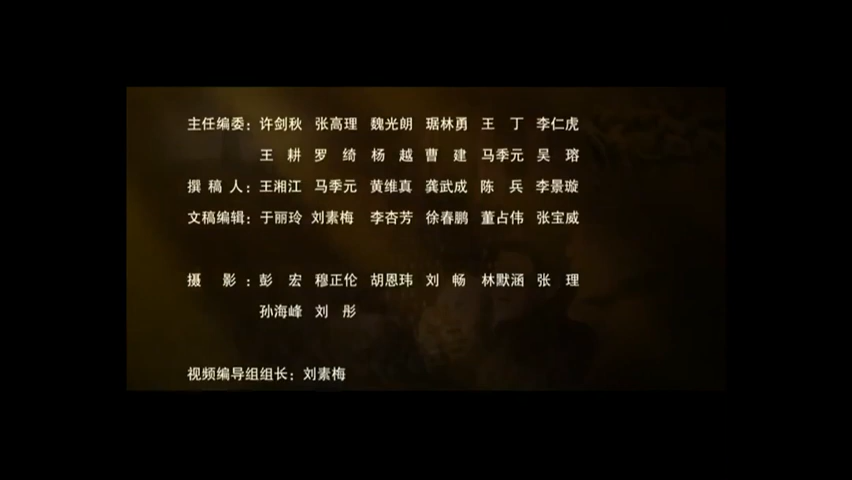 主任编委：许剑秋 张高理 魏光朗 琚林勇 王 丁 李仁虎
王 耕 罗 绮 杨 越 曹 建 马季元 吴 瑢
撰 稿 人：王湘江 马季元 黄维真 龚武成 陈 兵 李景璇
文稿编辑：于丽玲 刘素梅 李杏芳 徐春鹏 董占伟 张宝威
摄 影：彭 宏 穆正伦 胡恩玮 刘 畅 林默涵 张 理
孙海峰 刘 彤
视频编导组组长：刘素梅